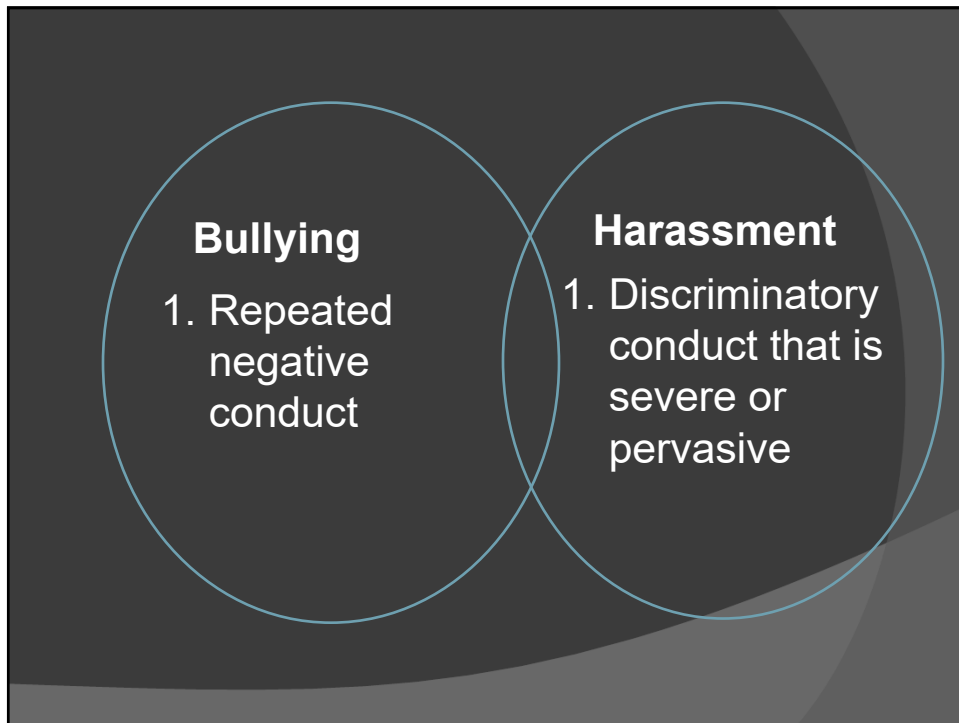 Bullying
1. Repeated
negative
conduct
Harassment
1. Discriminatory
conduct that is
severe or
pervasive